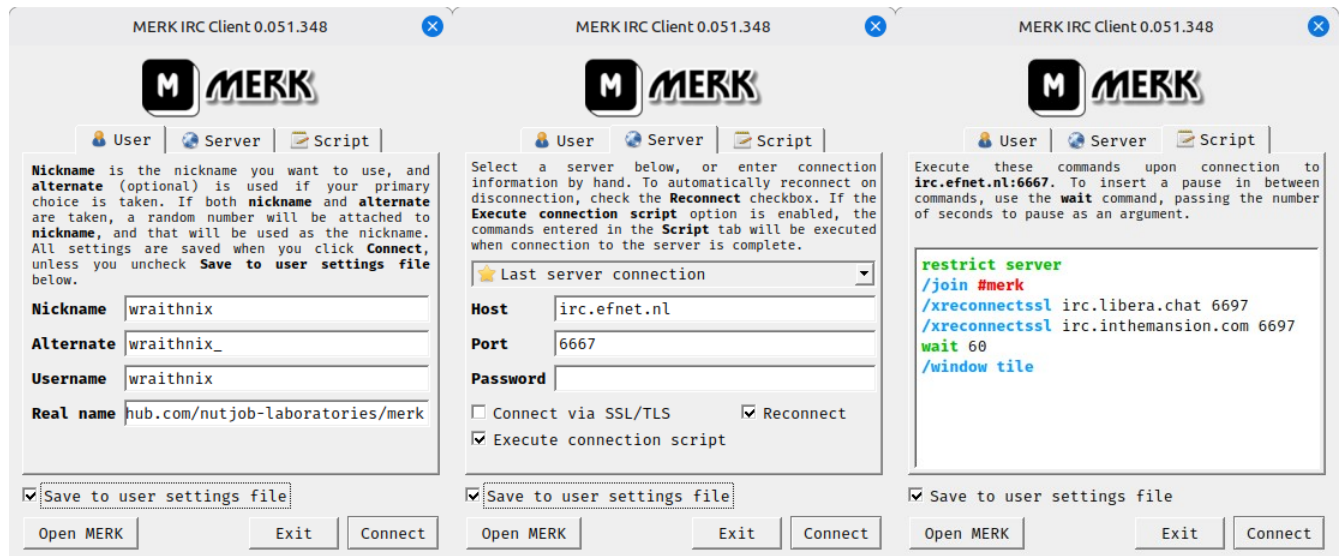 MERK IRC Client 0.051.348
M MERK
User Server Script
Nickname is the nickname you want to use, and
alternate (optional) is used if your primary
choice is taken. If both nickname and alternate
are taken, a random number will be attached to
nickname, and that will be used as the nickname.
All settings are saved when you click Connect,
unless you uncheck Save to user settings file
below.
Nickname wraithnix
Alternate wraithnix_
Username wraithnix
Real name hub.com/nutjob-laboratories/merk
Save to user settings file
Open MERK Exit Connect
MERK IRC Client 0.051.348
M MERK
User Server Script
Select a server below, or enter connection
information by hand. To automatically reconnect on
disconnection, check the Reconnect checkbox. If the
Execute connection script option is enabled, the
commands entered in the Script tab will be executed
when connection to the server is complete.
Last server connection
Host irc.efnet.nl
Port 6667
Password
Connect via SSL/TLS Reconnect
Execute connection script
Save to user settings file
Open MERK Exit Connect
MERK IRC Client 0.051.348
M MERK
User Server Script
Execute these commands upon connection to
irc.efnet.nl:6667. To insert a pause in between
commands, use the wait command, passing the number
of seconds to pause as an argument.
restrict server
/join #merk
/xreconnectssl irc.libera.chat 6697
/xreconnectssl irc.inthemansion.com 6697
wait 60
/window tile
Save to user settings file
Open MERK Exit Connect